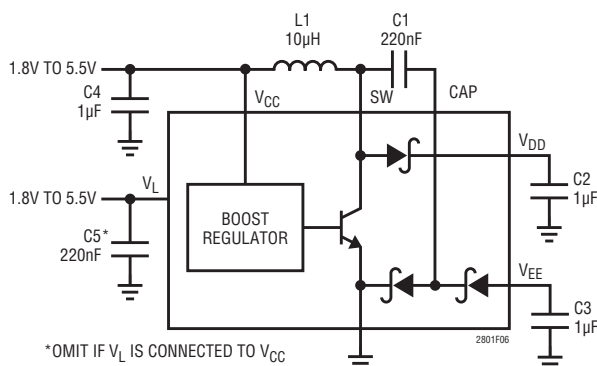 L1
10µH
C1
220nF
1.8V TO 5.5V
C4
1µF
VCC
SW
CAP
VDD
C2
1µF
1.8V TO 5.5V
VL
C5*
220nF
BOOST
REGULATOR
VEE
C3
1µF
2801F06
*OMIT IF VL IS CONNECTED TO VCC